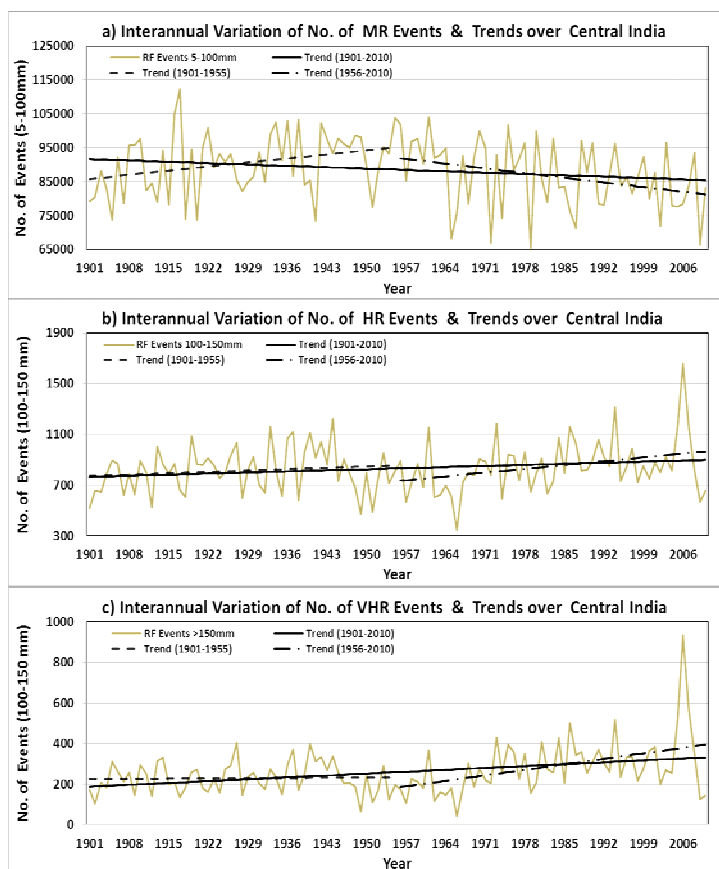 a) Interannual Variation of No. of MR Events & Trends over Central India
125000
115000
105000
95000
85000
75000
65000
No. of Events (5-100mm)
RF Events 5-100mm
Trend (1901-2010)
Trend (1901-1955)
Trend (1956-2010)
1901 1908 1915 1922 1929 1936 1943 1950 1957 1964 1971 1978 1985 1992 1999 2006
Year
b) Interannual Variation of No. of HR Events & Trends over Central India
1900
1500
1100
700
300
No. of Events (100-150 mm)
RF Events 100-150mm
Trend (1901-2010)
Trend (1901-1955)
Trend (1956-2010)
1901 1908 1915 1922 1929 1936 1943 1950 1957 1964 1971 1978 1985 1992 1999 2006
Year
c) Interannual Variation of No. of VHR Events & Trends over Central India
1000
800
600
400
200
0
No. of Events (100-150 mm)
RF Events >150mm
Trend (1901-2010)
Trend (1901-1955)
Trend (1956-2010)
1901 1908 1915 1922 1929 1936 1943 1950 1957 1964 1971 1978 1985 1992 1999 2006
Year